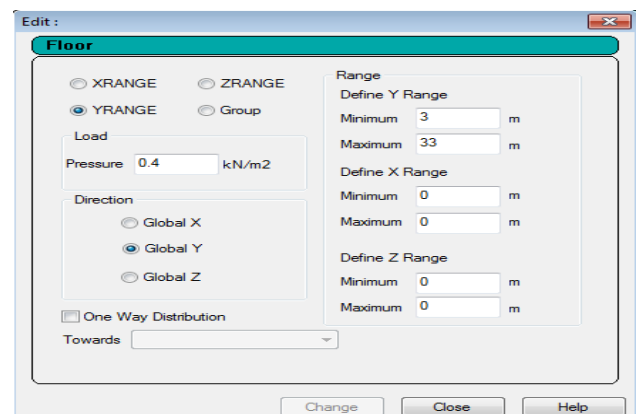 Edit :
Floor
XRANGE ZRANGE
YRANGE Group
Load
Pressure 0.4 kN/m2
Direction
Global X
Global Y
Global Z
One Way Distribution
Towards
Range
Define Y Range
Minimum 3 m
Maximum 33 m
Define X Range
Minimum 0 m
Maximum 0 m
Define Z Range
Minimum 0 m
Maximum 0 m
Change Close Help